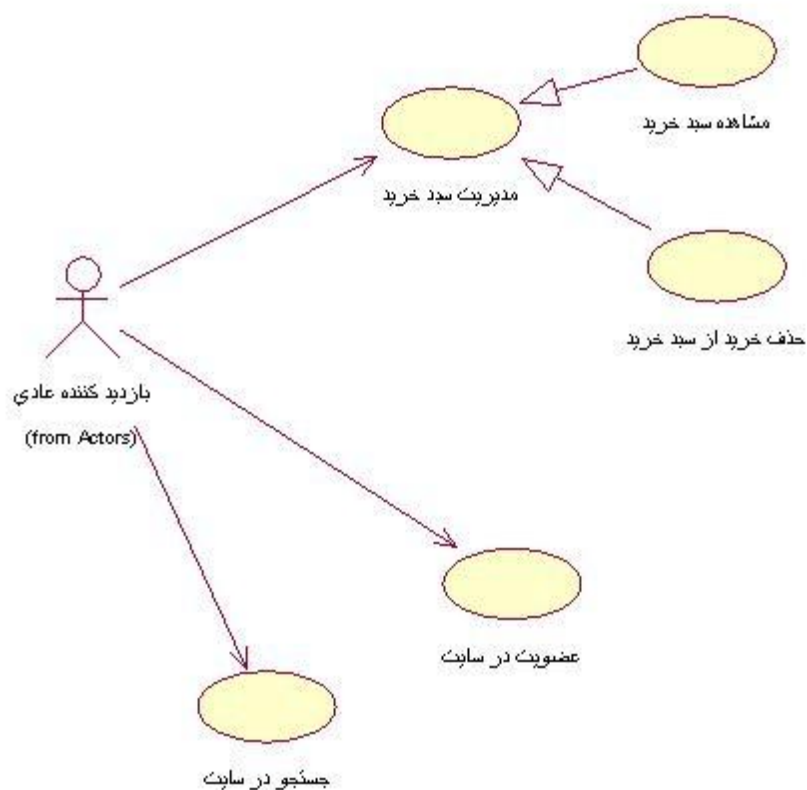 مشاهده سبد خرید
مدیریت سبد خرید
حذف خرید از سبد خرید
بازدید کننده عادي
(from Actors)
عضویت در سایت
جستجو در سایت